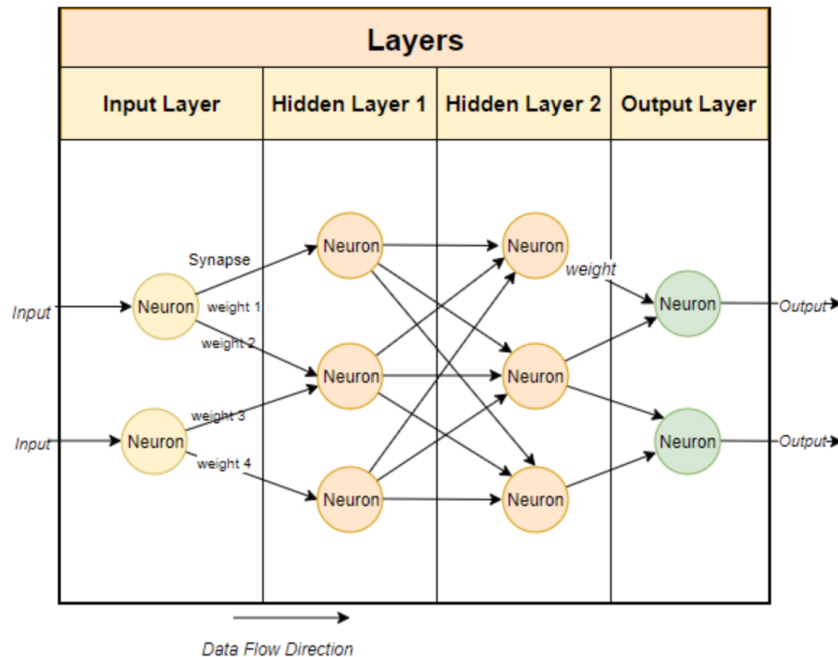 Layers
Input Layer
Hidden Layer 1
Hidden Layer 2
Output Layer
Neuron
Neuron
Synapse
weight
Input
Neuron
weight 1
Neuron
Output
weight 2
Neuron
Neuron
weight 3
Input
Neuron
Neuron
Output
weight 4
Neuron
Neuron
Data Flow Direction